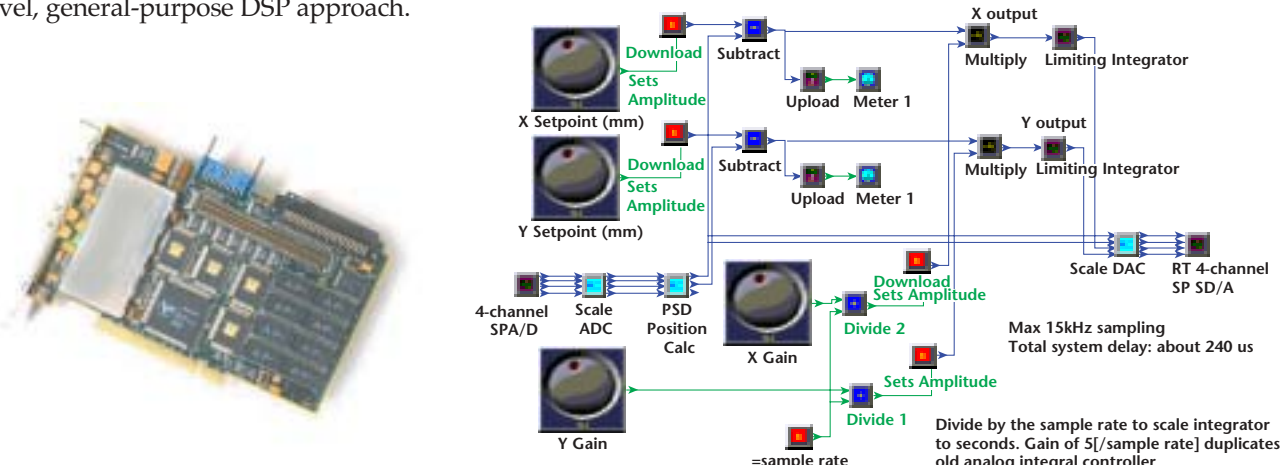 vel, general-purpose DSP approach.
X output
Download
Subtract
Multiply
Limiting Integrator
Sets
Amplitude
Upload
Meter 1
X Setpoint (mm)
Y output
Download
Subtract
Multiply
Limiting Integrator
Sets
Amplitude
Upload
Meter 1
Y Setpoint (mm)
Scale DAC
RT 4-channel
SP SD/A
4-channel
SPA/D
Scale
ADC
PSD
Position
Calc
Download
Sets Amplitude
Divide 2
X Gain
Max 15kHz sampling
Total system delay: about 240 us
Sets Amplitude
Divide 1
Y Gain
=sample rate
Divide by the sample rate to scale integrator
to seconds. Gain of 5[/sample rate] duplicates
old analog integral controller